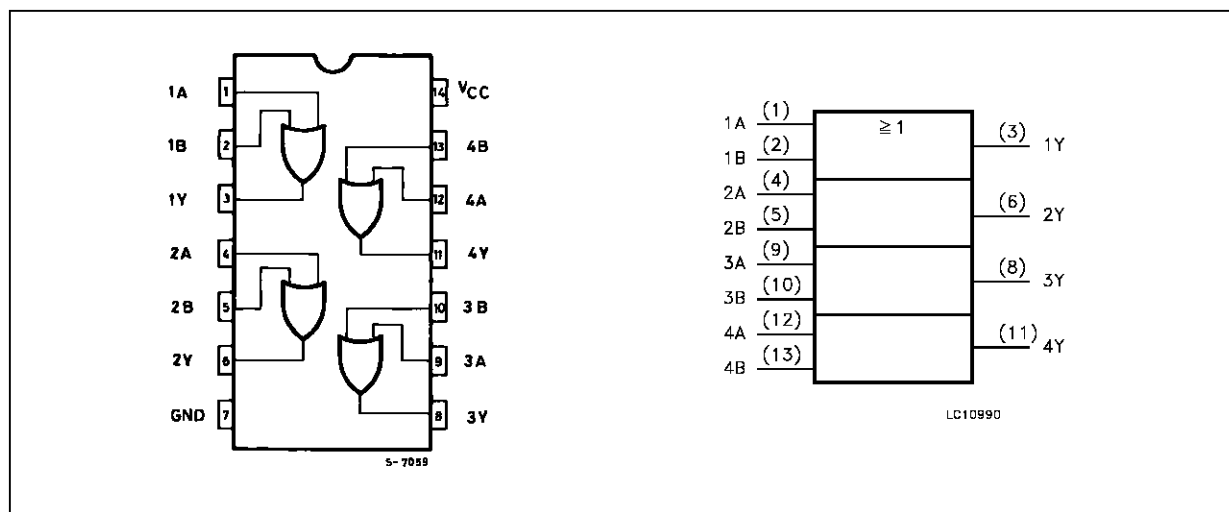 1A 1 14 VCC
1B 2 13 4B
1Y 3 12 4A
2A 4 11 4Y
2B 5 10 3B
2Y 6 9 3A
GND 7 8 3Y
S-7059
≧1
1A (1)
1B (2)
2A (4)
2B (5)
3A (9)
3B (10)
4A (12)
4B (13)
(3) 1Y
(6) 2Y
(8) 3Y
(11) 4Y
LC10990